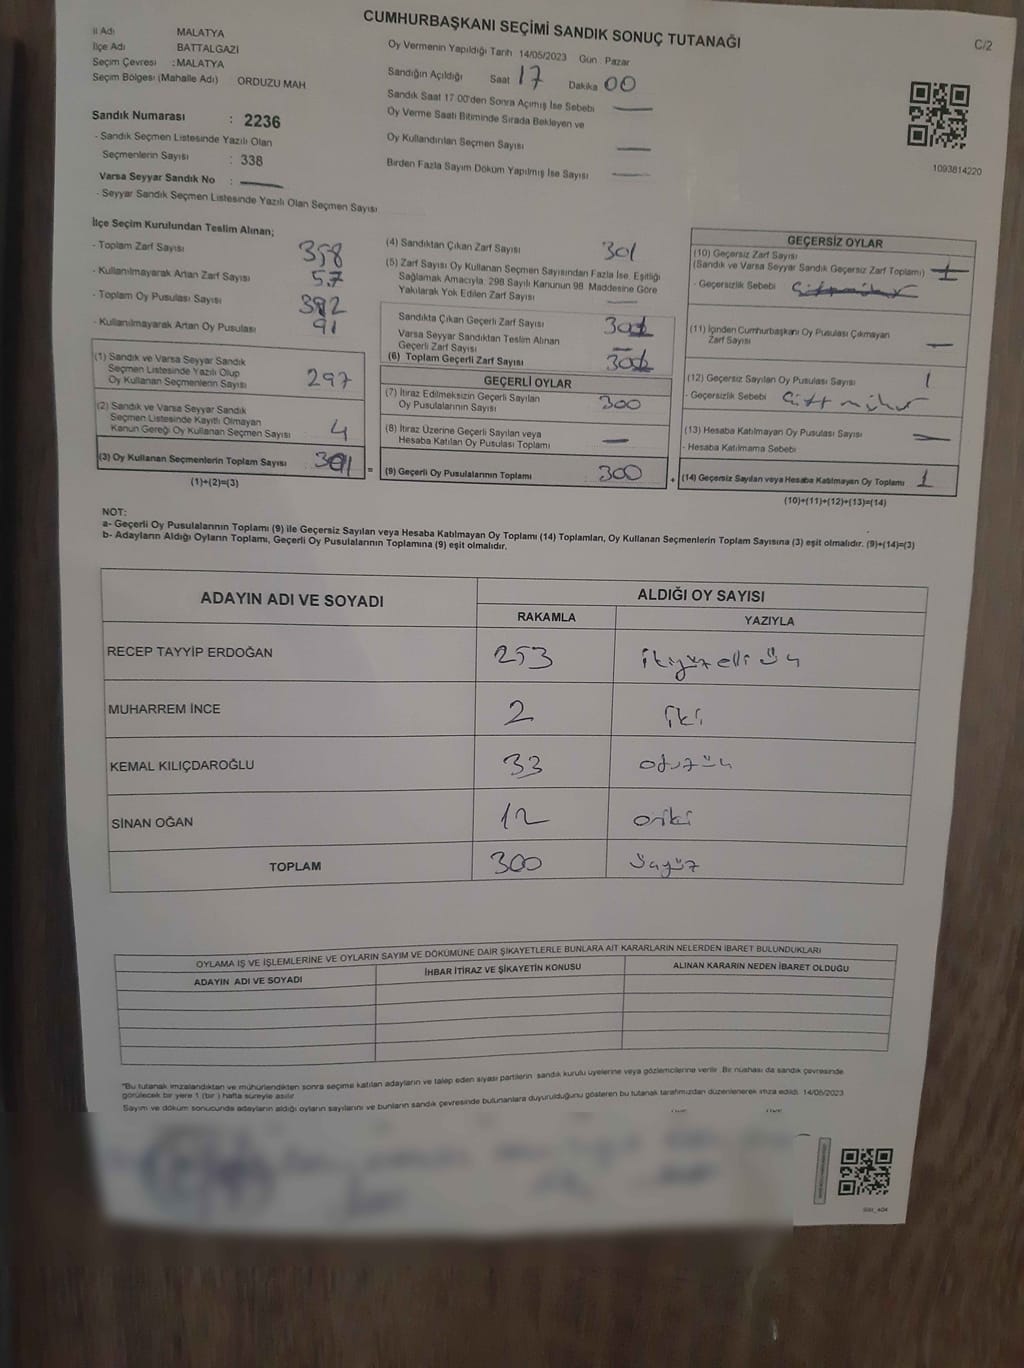 CUMHURBAŞKANI SEÇİMİ SANDIK SONUÇ TUTANAĞI
C/2
İl Adı MALATYA
İlçe Adı BATTALGAZİ
Seçim Çevresi : MALATYA
Seçim Bölgesi (Mahalle Adı) ORDUZU MAH
Sandık Numarası : 2236
- Sandık Seçmen Listesinde Yazılı Olan
Seçmenlerin Sayısı : 338
Varsa Seyyar Sandık No : —
- Seyyar Sandık Seçmen Listesinde Yazılı Olan Seçmen Sayısı
Oy Vermenin Yapıldığı Tarih 14/05/2023 Gün : Pazar
Sandığın Açıldığı Saat 17 Dakika 00
Sandık Saat 17:00'den Sonra Açımış İse Sebebi —
Oy Verme Saati Bitiminde Sırada Bekleyen ve
Oy Kullandırılan Seçmen Sayısı —
Birden Fazla Sayım Döküm Yapılmış İse Sayısı —
1093814220
İlçe Seçim Kurulundan Teslim Alınan;
- Toplam Zarf Sayısı 358
- Kullanılmayarak Artan Zarf Sayısı 57
- Toplam Oy Pusulası Sayısı 392
- Kullanılmayarak Artan Oy Pusulası 91
(1) Sandık ve Varsa Seyyar Sandık
Seçmen Listesinde Yazılı Olup
Oy Kullanan Seçmenlerin Sayısı 297
(2) Sandık ve Varsa Seyyar Sandık
Seçmen Listesinde Kayıtlı Olmayan
Kanun Gereği Oy Kullanan Seçmen Sayısı 4
(3) Oy Kullanan Seçmenlerin Toplam Sayısı 301
(1)+(2)=(3)
=
(4) Sandıktan Çıkan Zarf Sayısı 301
(5) Zarf Sayısı Oy Kullanan Seçmen Sayısından Fazla İse, Eşitliği
Sağlamak Amacıyla, 298 Sayılı Kanunun 98. Maddesine Göre
Yakılarak Yok Edilen Zarf Sayısı —
Sandıkta Çıkan Geçerli Zarf Sayısı 301
Varsa Seyyar Sandıktan Teslim Alınan
Geçerli Zarf Sayısı —
(6) Toplam Geçerli Zarf Sayısı 301
GEÇERLİ OYLAR
(7) İtiraz Edilmeksizin Geçerli Sayılan
Oy Pusulalarının Sayısı 300
(8) İtiraz Üzerine Geçerli Sayılan veya
Hesaba Katılan Oy Pusulası Toplamı —
(9) Geçerli Oy Pusulalarının Toplamı 300
+
GEÇERSİZ OYLAR
(10) Geçersiz Zarf Sayısı
(Sandık ve Varsa Seyyar Sandık Geçersiz Zarf Toplamı)
- Geçersizlik Sebebi
(11) İçinden Cumhurbaşkanı Oy Pusulası Çıkmayan
Zarf Sayısı —
(12) Geçersiz Sayılan Oy Pusulası Sayısı 1
- Geçersizlik Sebebi Çift mühür
(13) Hesaba Katılmayan Oy Pusulası Sayısı —
- Hesaba Katılmama Sebebi
(14) Geçersiz Sayılan veya Hesaba Katılmayan Oy Toplamı 1
(10)+(11)+(12)+(13)=(14)
NOT:
a- Geçerli Oy Pusulalarının Toplamı (9) ile Geçersiz Sayılan veya Hesaba Katılmayan Oy Toplamı (14) Toplamları, Oy Kullanan Seçmenlerin Toplam Sayısına (3) eşit olmalıdır. (9)+(14)=(3)
b- Adayların Aldığı Oyların Toplamı, Geçerli Oy Pusulalarının Toplamına (9) eşit olmalıdır.
ADAYIN ADI VE SOYADI
ALDIĞI OY SAYISI
RAKAMLA YAZIYLA
RECEP TAYYİP ERDOĞAN 253 ikiyüzelli üç
MUHARREM İNCE 2 iki
KEMAL KILIÇDAROĞLU 33 otuzüç
SİNAN OĞAN 12 oniki
TOPLAM 300 üçyüz
OYLAMA İŞ VE İŞLEMLERİNE VE OYLARIN SAYIM VE DÖKÜMÜNE DAİR ŞİKAYETLERLE BUNLARA AİT KARARLARIN NELERDEN İBARET BULUNDUKLARI
ADAYIN ADI VE SOYADI İHBAR İTİRAZ VE ŞİKAYETİN KONUSU ALINAN KARARIN NEDEN İBARET OLDUĞU
"Bu tutanak imzalandıktan ve mühürlendikten sonra seçime katılan adayların ve talep eden siyasi partilerin sandık kurulu üyelerine veya gözlemcilerine verilir. Bir nüshası da sandık çevresinde
görülecek bir yere 1 (bir) hafta süreyle asılır
Sayım ve döküm sonucunda adayların aldığı oyların sayılarını ve bunların sandık çevresinde bulunanlara duyurulduğunu gösteren bu tutanak tarafımızdan düzenlenerek imza edildi. 14/05/2023